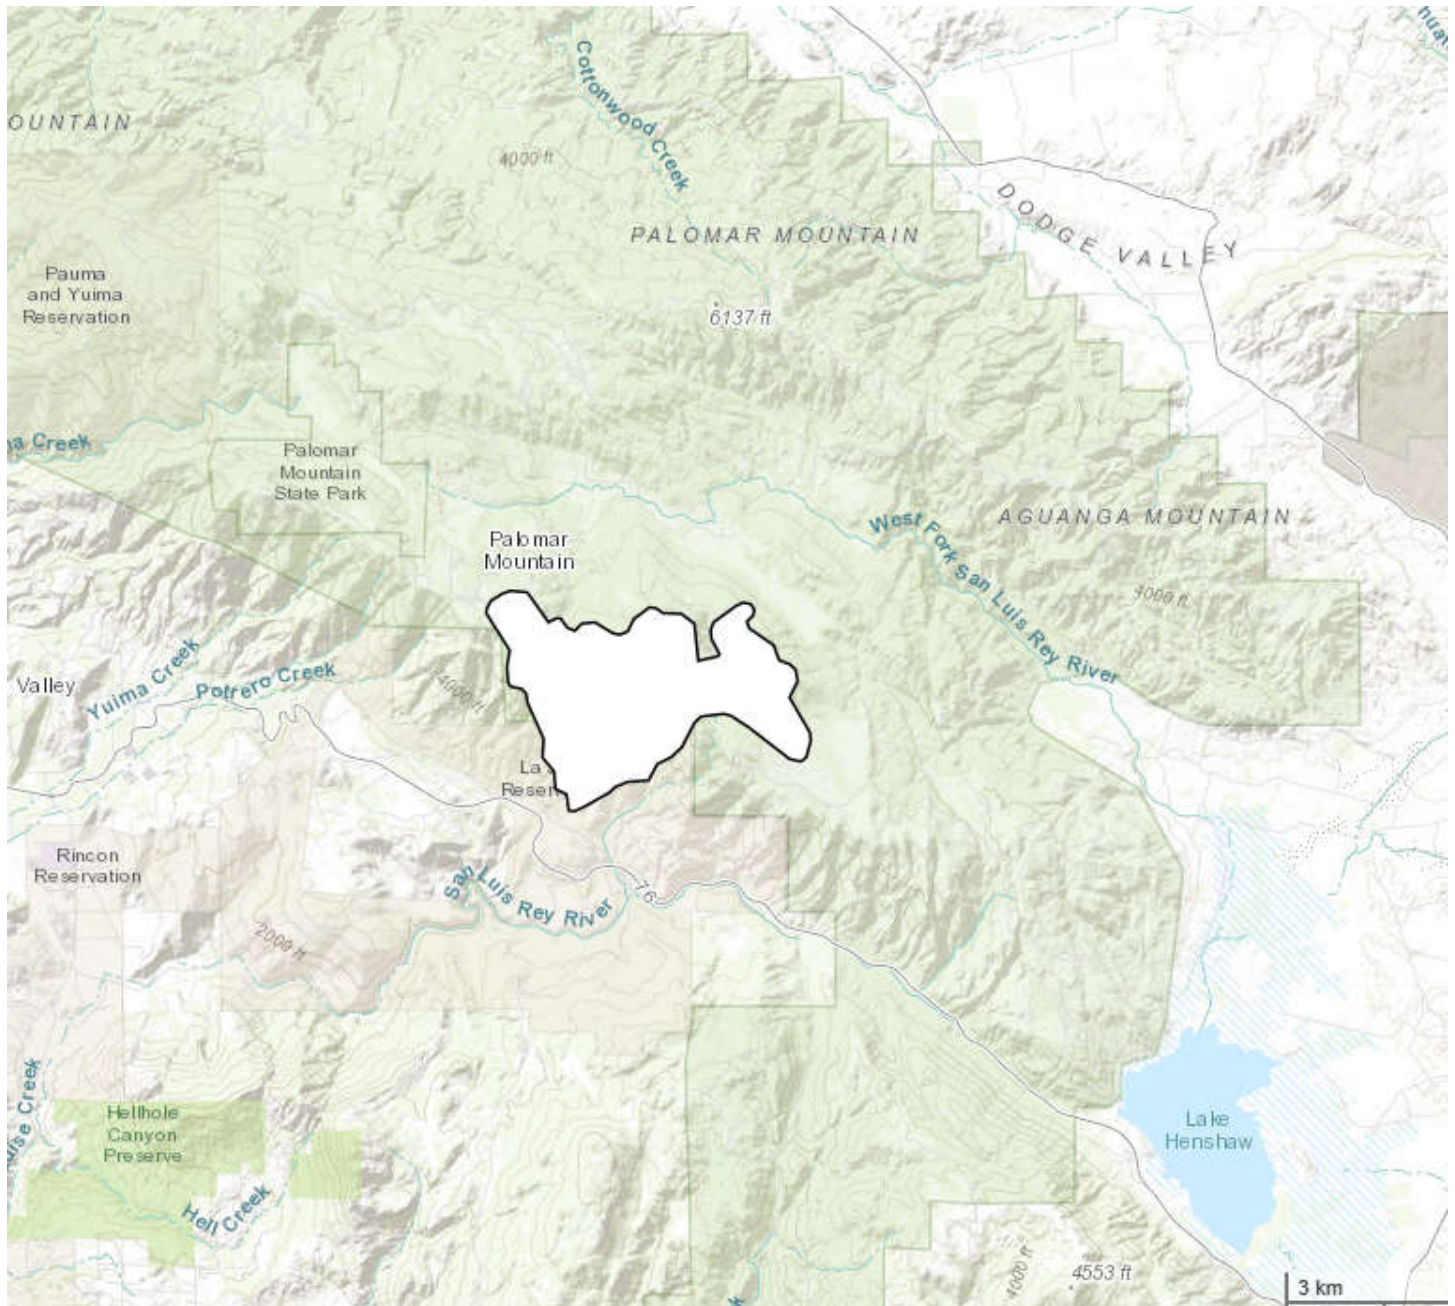 OUNTAIN
Cottonwood Creek
4000 ft
PALOMAR MOUNTAIN
DODGE VALLEY
Pauma
and Yuima
Reservation
6137 ft
Creek
Palomar
Mountain
State Park
West Fork San Luis Rey River
AGUANGA MOUNTAIN
Palomar
Mountain
4000 ft
Valley
Yuima Creek
Potrero Creek
4000 ft
La
Reser
Rincon
Reservation
San Luis Rey River
76
2000 ft
Creek
Hellhole
Canyon
Preserve
Hell Creek
Lake
Henshaw
4000 ft
4553 ft
3 km